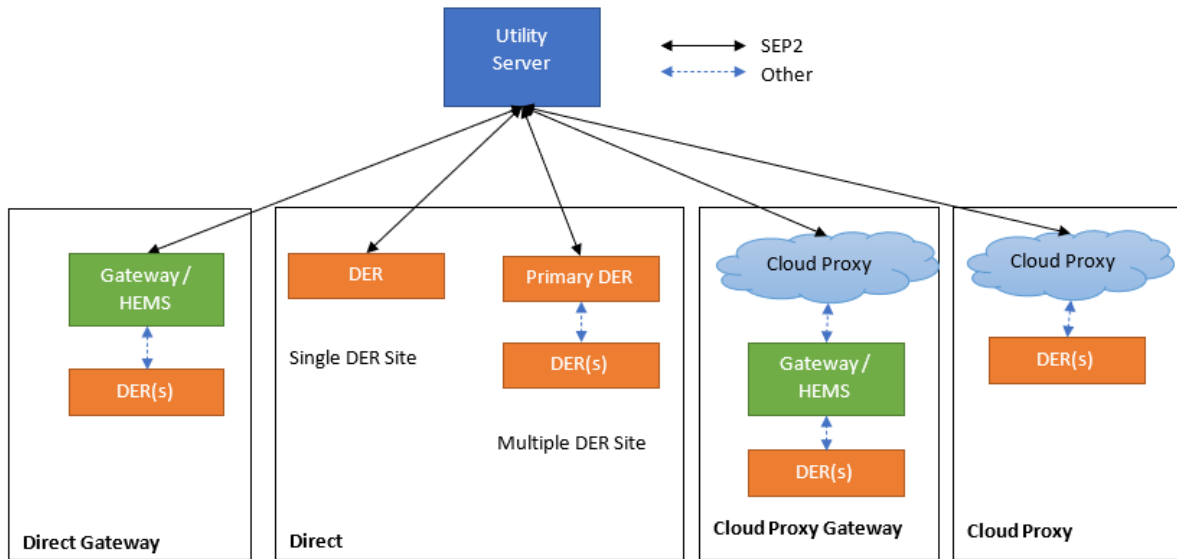 Utility
Server
SEP2
Other
Gateway /
HEMS
DER(s)
DER
Single DER Site
Primary DER
DER(s)
Multiple DER Site
Cloud Proxy
Gateway /
HEMS
DER(s)
Cloud Proxy
DER(s)
Direct Gateway
Direct
Cloud Proxy Gateway
Cloud Proxy